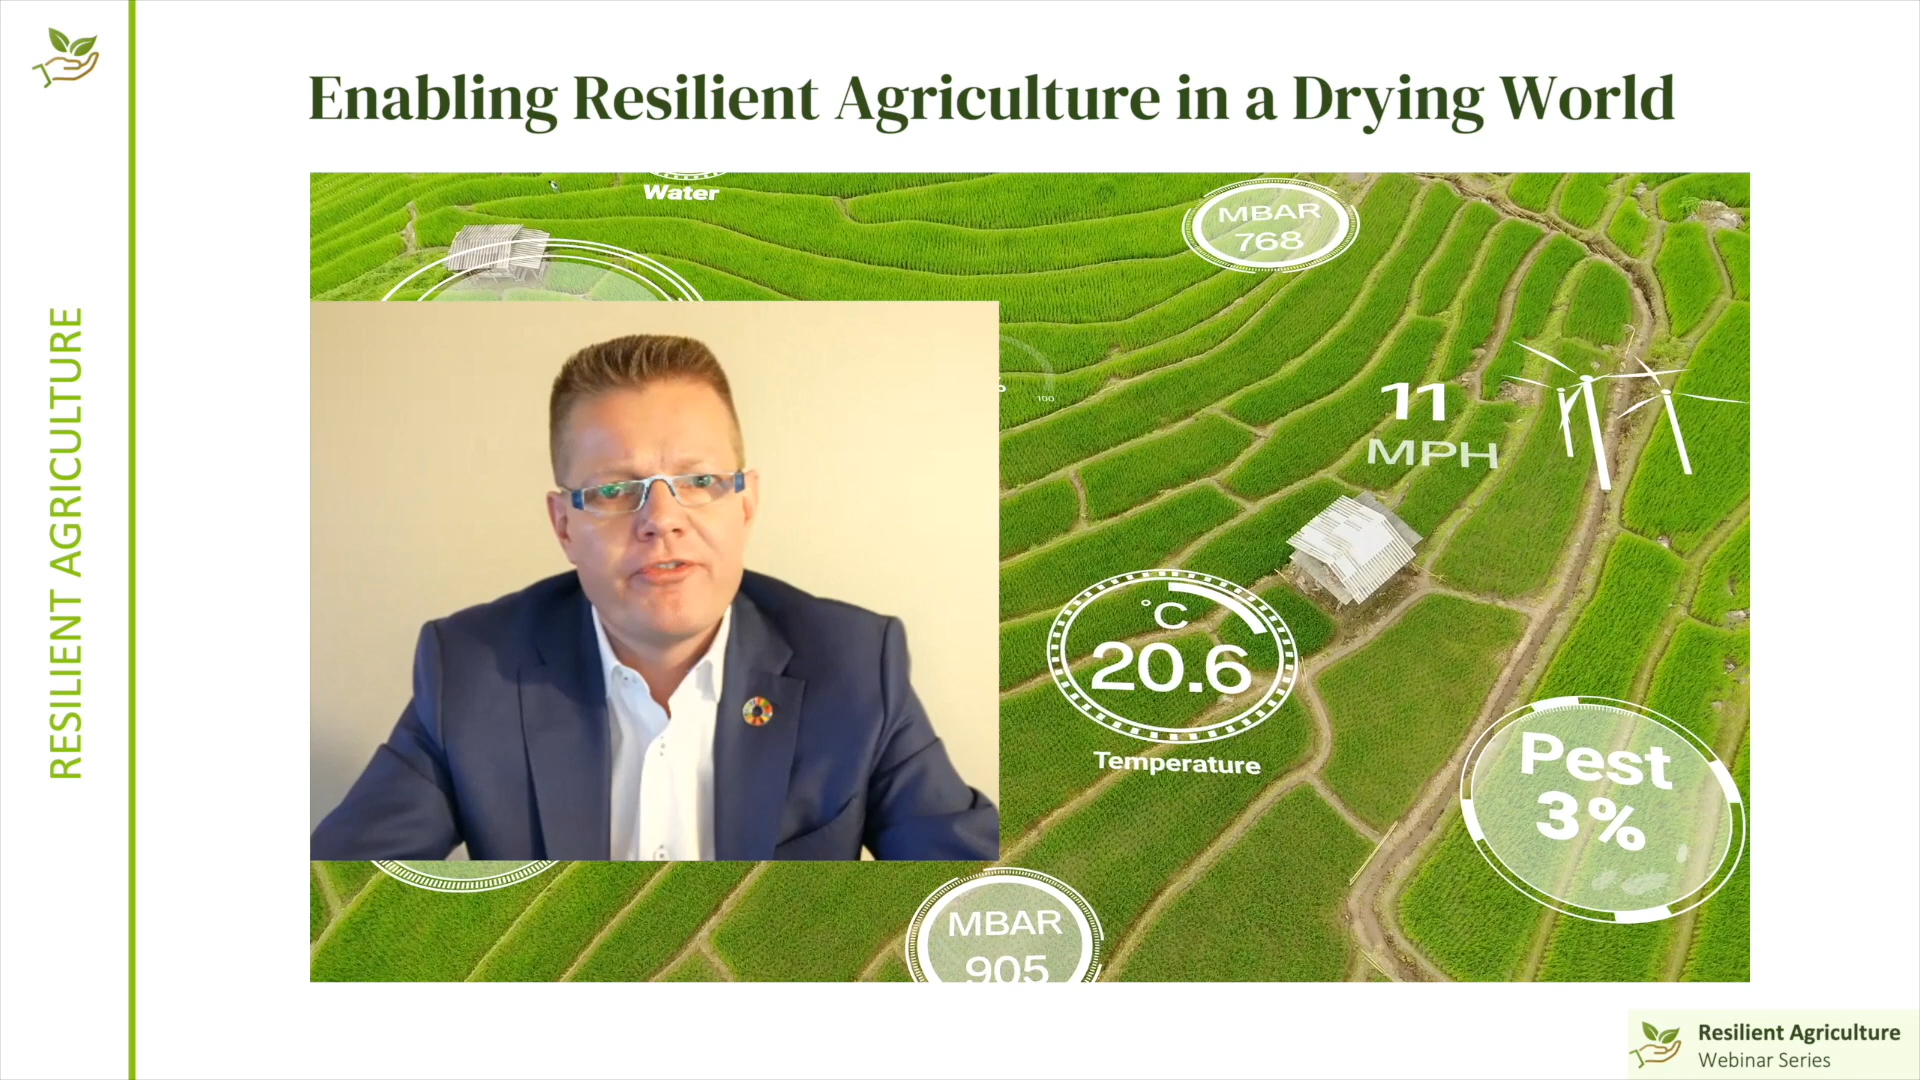 Enabling Resilient Agriculture in a Drying World
RESILIENT AGRICULTURE
Water
MBAR
768
100
11
MPH
°C
20.6
Temperature
Pest
3%
MBAR
905
Resilient Agriculture
Webinar Series